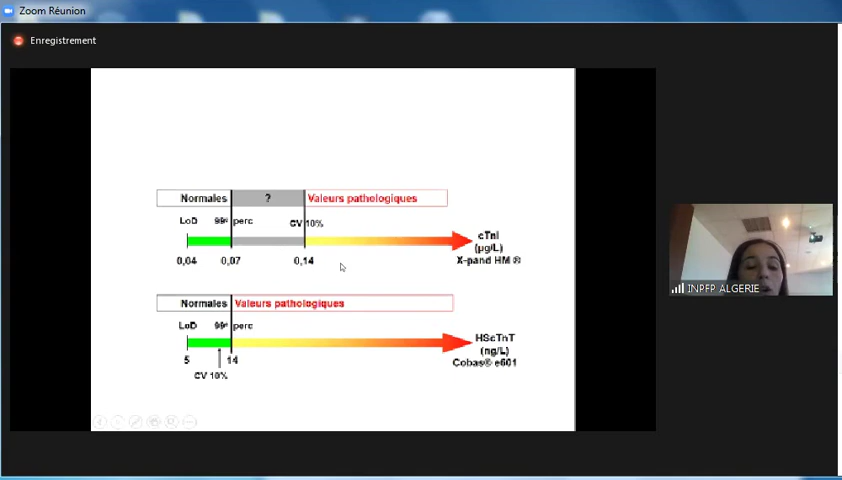 Zoom Réunion
Enregistrement
Normales ? Valeurs pathologiques
LoD 99e perc CV 10%
0,04 0,07 0,14
cTnI
(µg/L)
X-pand HM ®
Normales Valeurs pathologiques
LoD 99e perc
5 14
CV 10%
HScTnT
(ng/L)
Cobas® e601
INPFP ALGERIE